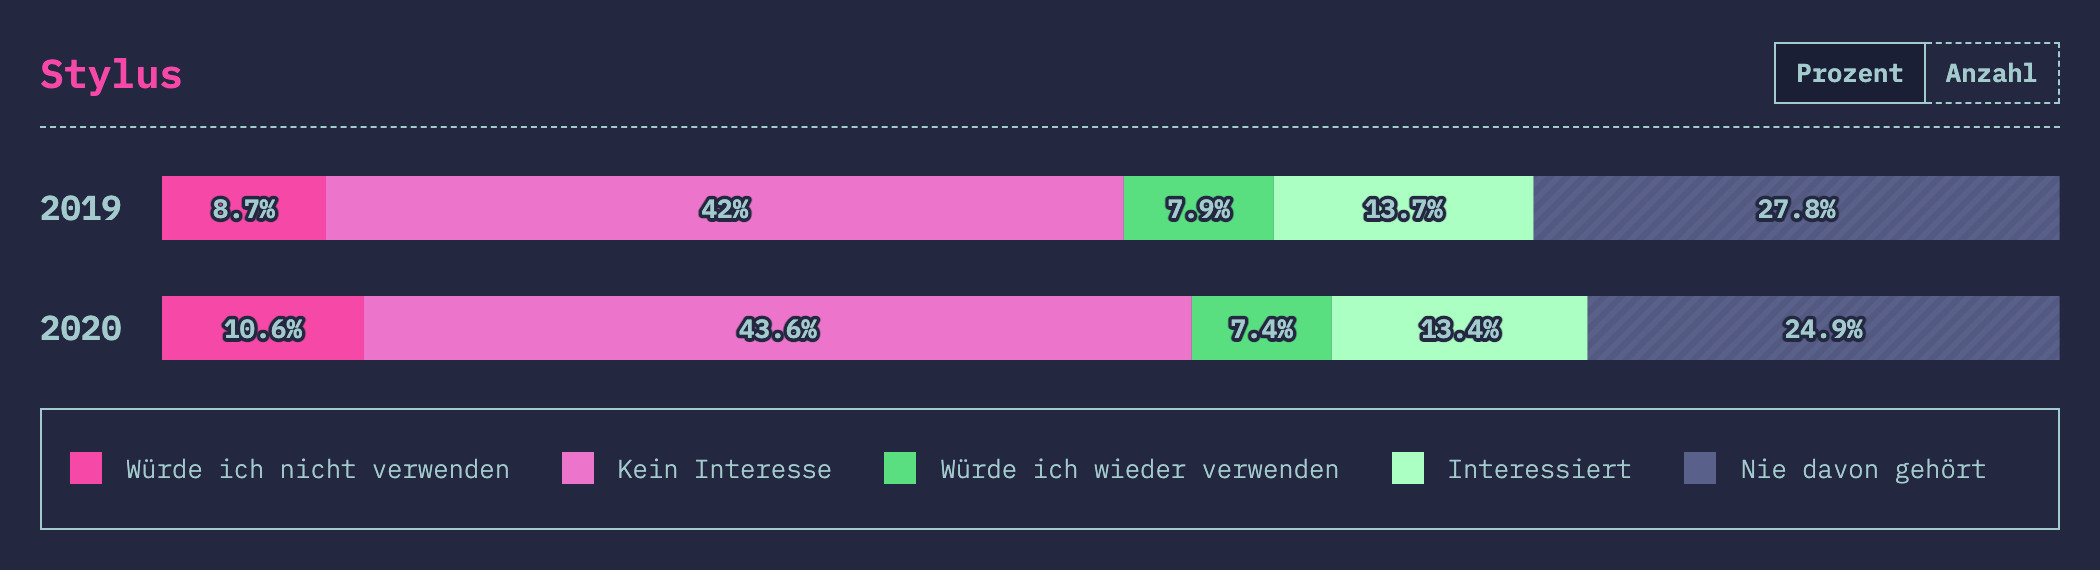 Stylus
Prozent Anzahl
2019 8.7% 42% 7.9% 13.7% 27.8%
2020 10.6% 43.6% 7.4% 13.4% 24.9%
Würde ich nicht verwenden Kein Interesse Würde ich wieder verwenden Interessiert Nie davon gehört